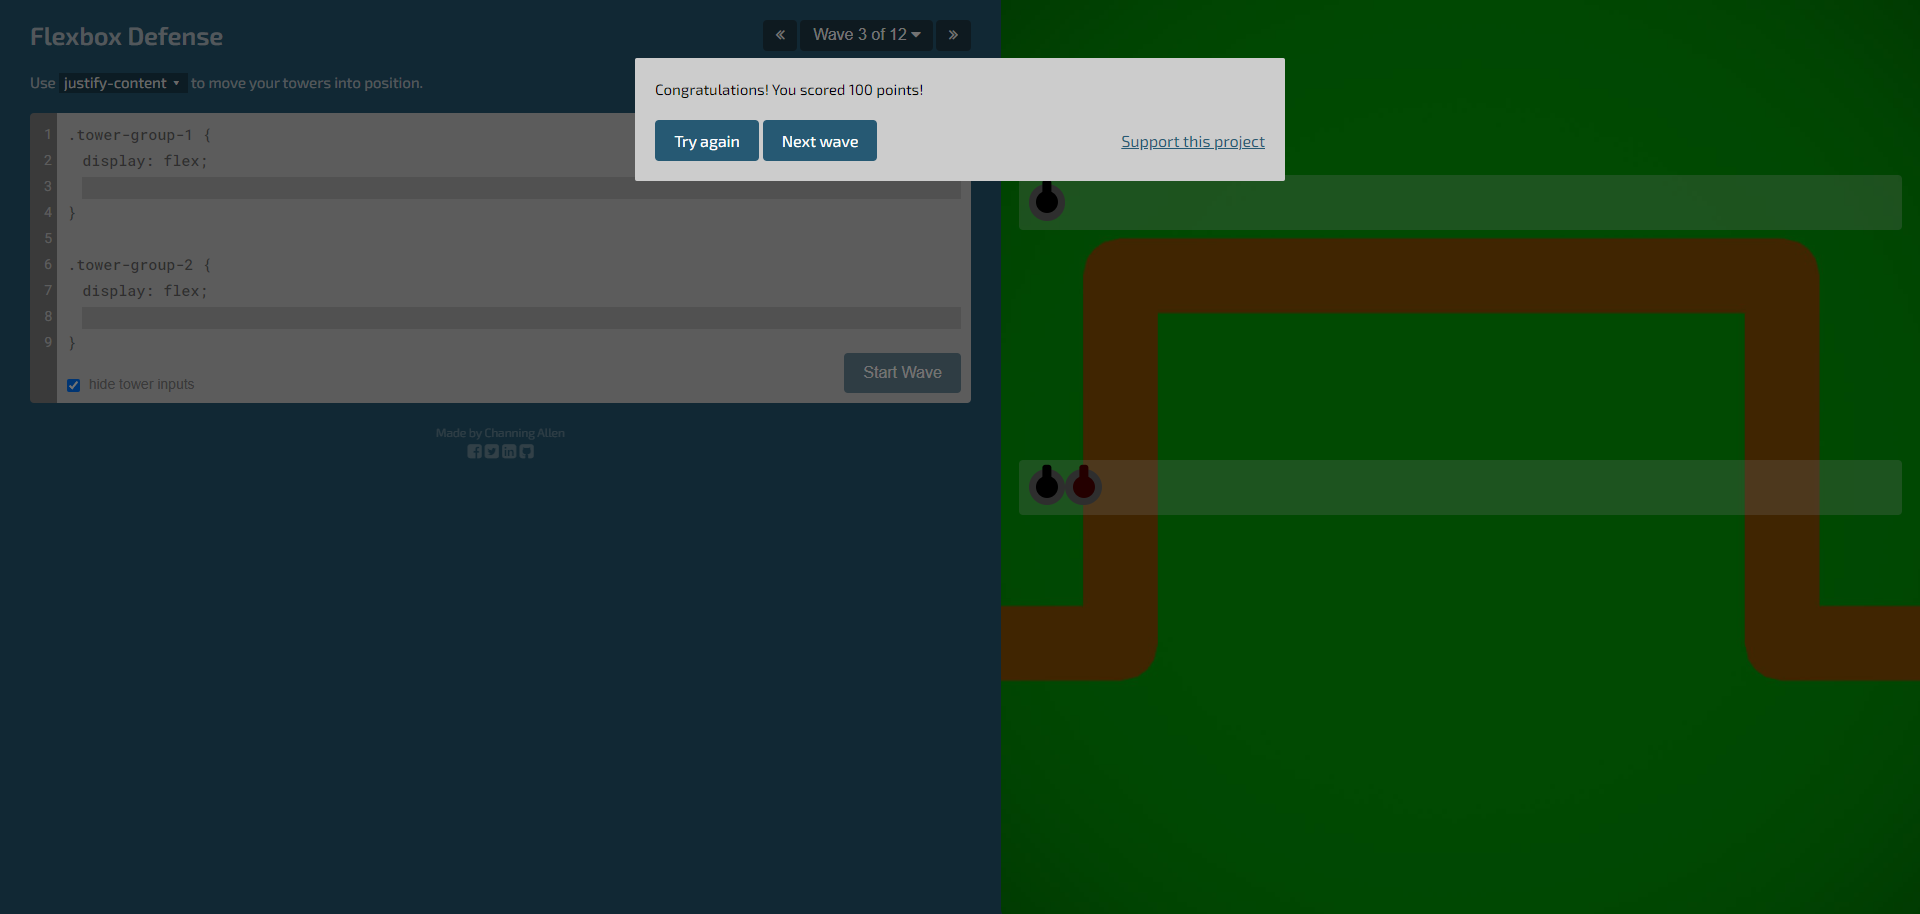 Flexbox Defense
« Wave 3 of 12 »
Use justify-content to move your towers into position.
Congratulations! You scored 100 points!
Try again Next wave Support this project
1 .tower-group-1 {
2 display: flex;
3
4 }
5
6 .tower-group-2 {
7 display: flex;
8
9 }
hide tower inputs
Start Wave
Made by Channing Allen